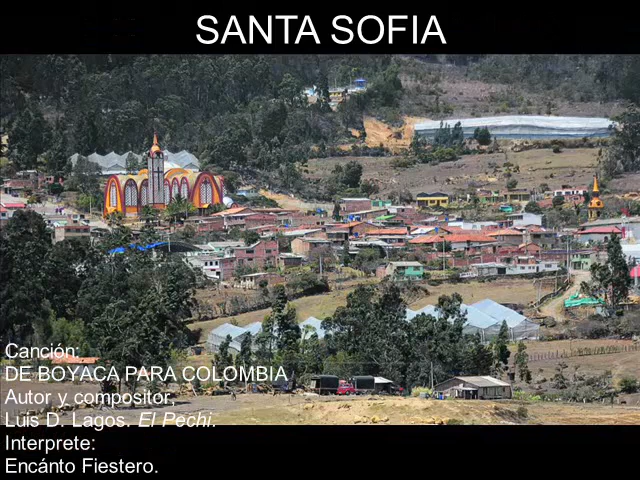 SANTA SOFIA
Canción:
DE BOYACA PARA COLOMBIA
Autor y compositor,
Luis D. Lagos. El Pechi.
Interprete:
Encánto Fiestero.